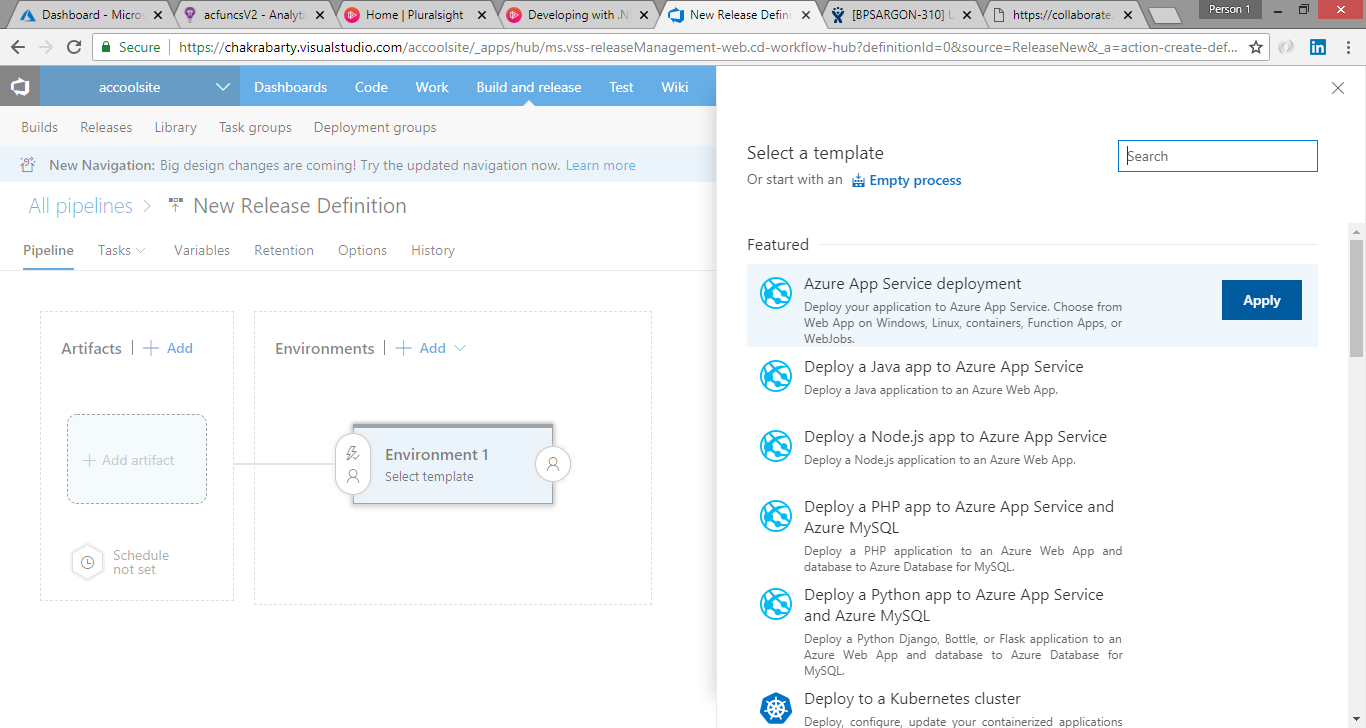 Dashboard - Micros
acfuncsV2 - Analyti
Home | Pluralsight
Developing with .N
New Release Defini
[BPSARGON-310] U
https://collaborate.
Person 1
Secure
https://chakrabarty.visualstudio.com/accoolsite/_apps/hub/ms.vss-releaseManagement-web.cd-workflow-hub?definitionId=0&source=ReleaseNew&_a=action-create-def...
accoolsite
Dashboards
Code
Work
Build and release
Test
Wiki
Builds
Releases
Library
Task groups
Deployment groups
New Navigation: Big design changes are coming! Try the updated navigation now. Learn more
All pipelines > New Release Definition
Pipeline
Tasks
Variables
Retention
Options
History
Artifacts | + Add
Environments | + Add
+ Add artifact
Environment 1
Select template
Schedule
not set
Select a template
Search
Or start with an Empty process
Featured
Azure App Service deployment
Deploy your application to Azure App Service. Choose from
Web App on Windows, Linux, containers, Function Apps, or
WebJobs.
Apply
Deploy a Java app to Azure App Service
Deploy a Java application to an Azure Web App.
Deploy a Node.js app to Azure App Service
Deploy a Node.js application to an Azure Web App.
Deploy a PHP app to Azure App Service and
Azure MySQL
Deploy a PHP application to an Azure Web App and
database to Azure Database for MySQL.
Deploy a Python app to Azure App Service
and Azure MySQL
Deploy a Python Django, Bottle, or Flask application to an
Azure Web App and database to Azure Database for
MySQL.
Deploy to a Kubernetes cluster
Deploy, configure, update your containerized applications